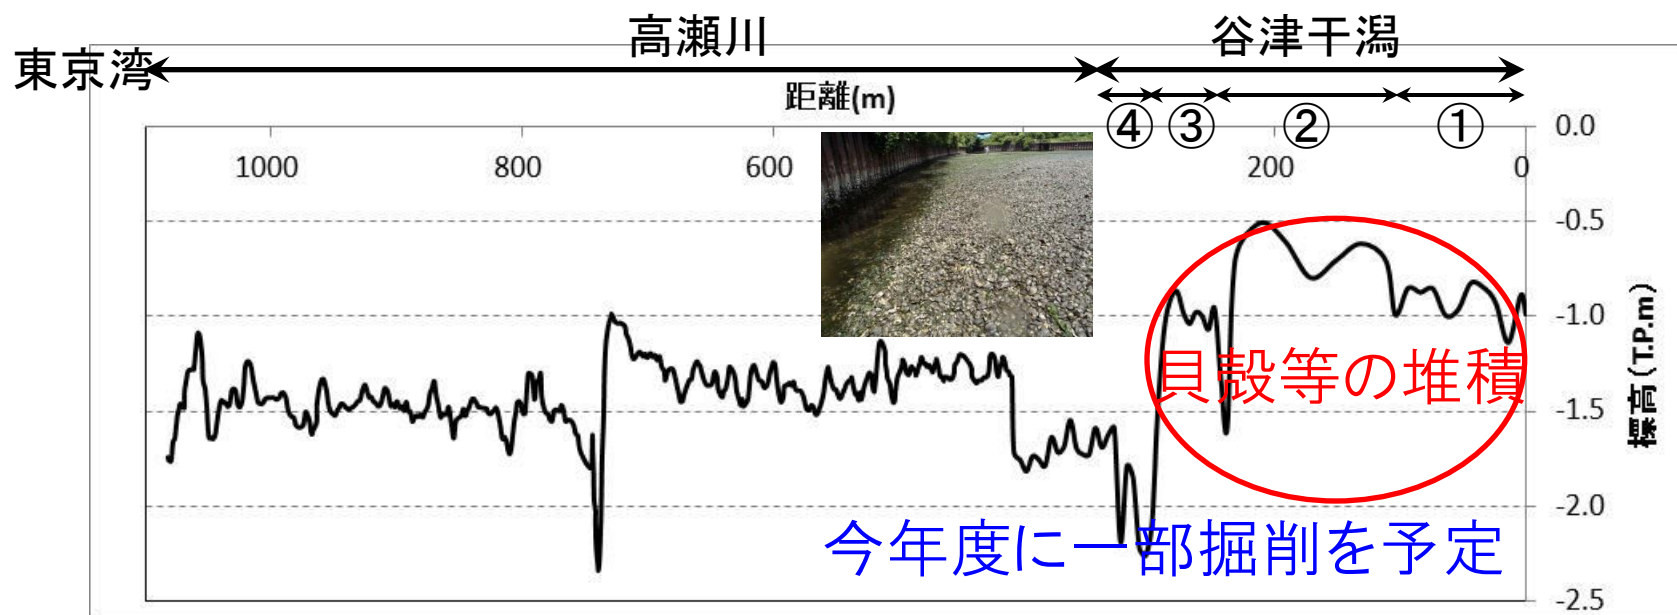 高瀬川
谷津干潟
東京湾
距離(m)
④ ③ ② ①
1000 800 600 200 0
0.0
-0.5
-1.0
-1.5
-2.0
-2.5
標高(T.P.m)
貝殻等の堆積
今年度に一部掘削を予定